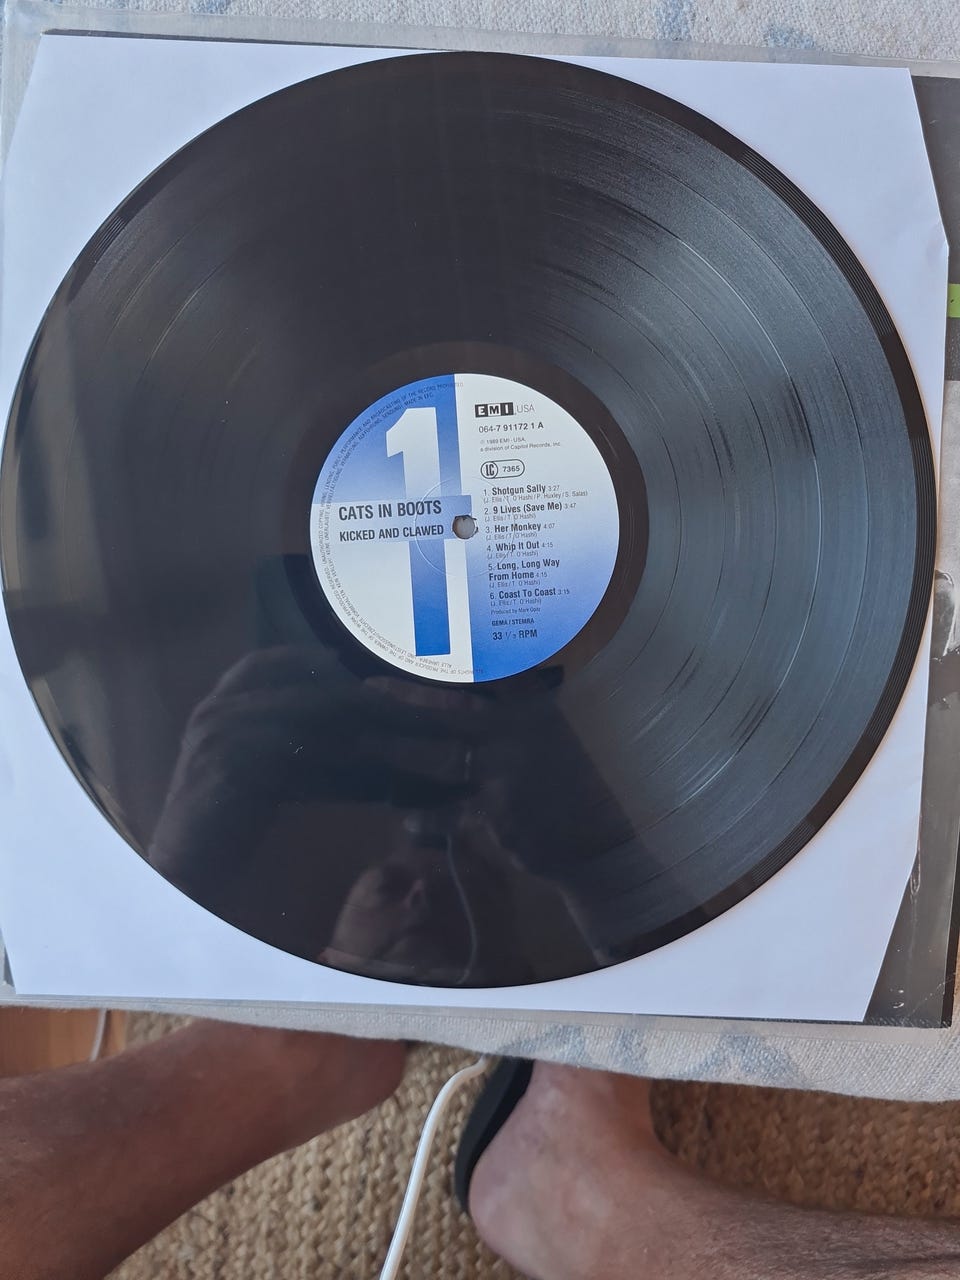 1
CATS IN BOOTS
KICKED AND CLAWED
EMI USA
064-7 91172 1 A
℗ 1989 EMI - USA,
a division of Capitol Records, Inc.
LC 7365
1. Shotgun Sally 3:27
(J. Ellis/T. O'Hashi/P. Huxley/S. Salas)
2. 9 Lives (Save Me) 3:47
(J. Ellis/T. O'Hashi)
3. Her Monkey 4:07
(J. Ellis/T. O'Hashi)
4. Whip It Out 4:15
(J. Ellis/T. O'Hashi)
5. Long, Long Way
From Home 4:15
(J. Ellis/T. O'Hashi)
6. Coast To Coast 3:15
(J. Ellis/T. O'Hashi)
Produced by Mark Opitz
GEMA/STEMRA
33 1/3 RPM